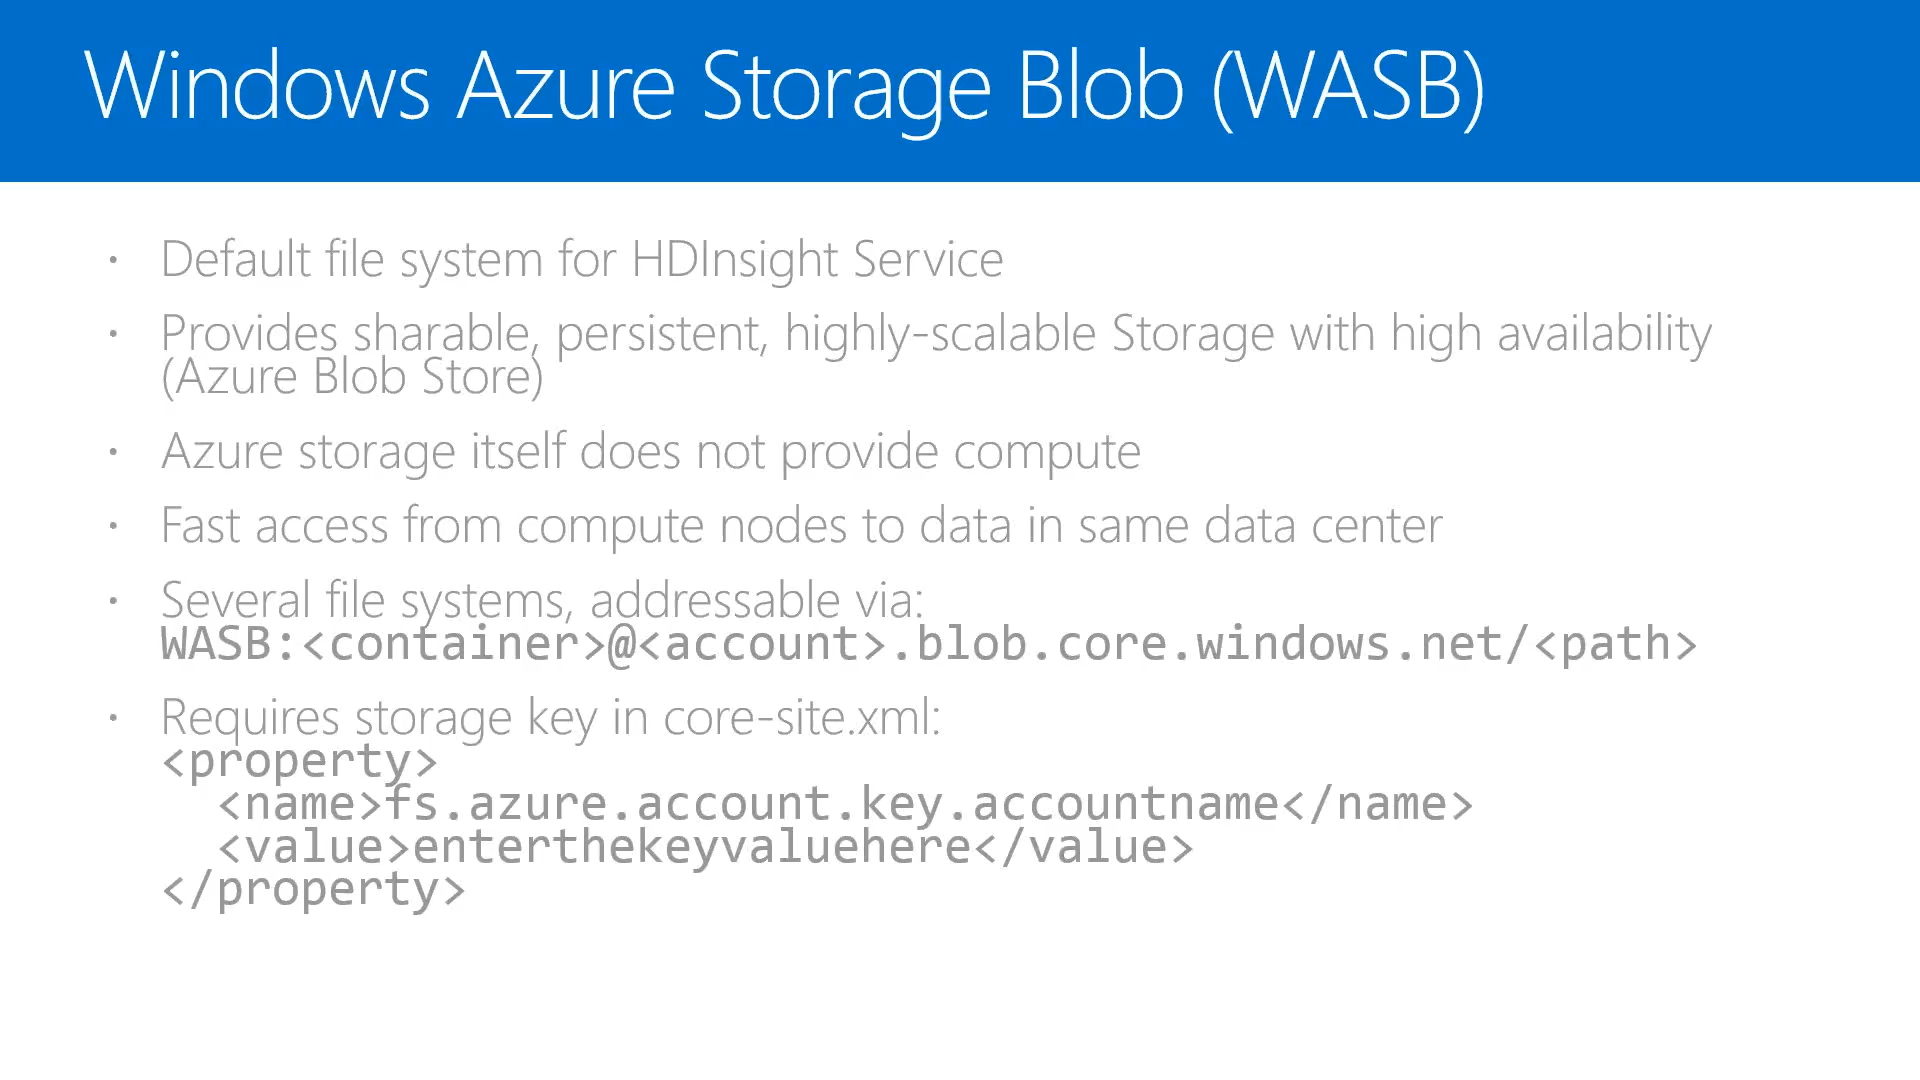 Windows Azure Storage Blob (WASB)
· Default file system for HDInsight Service
· Provides sharable, persistent, highly-scalable Storage with high availability
(Azure Blob Store)
· Azure storage itself does not provide compute
· Fast access from compute nodes to data in same data center
· Several file systems, addressable via:
WASB:<container>@<account>.blob.core.windows.net/<path>
· Requires storage key in core-site.xml:
<property>
  <name>fs.azure.account.key.accountname</name>
  <value>enterthekeyvaluehere</value>
</property>